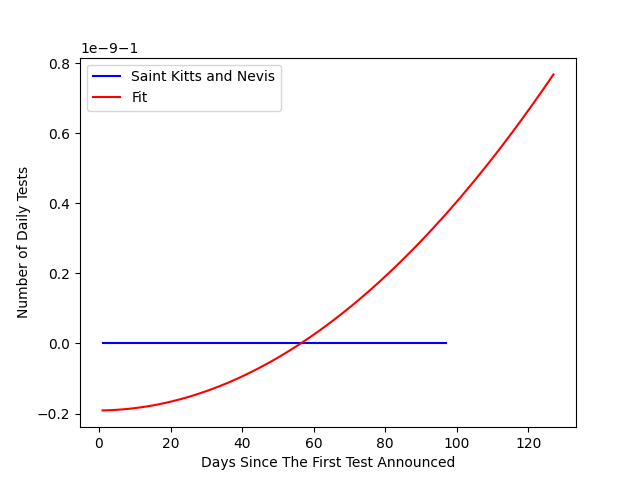 1e−9−1
0.8
0.6
0.4
0.2
0.0
−0.2
0 20 40 60 80 100 120
Number of Daily Tests
Days Since The First Test Announced
Saint Kitts and Nevis
Fit